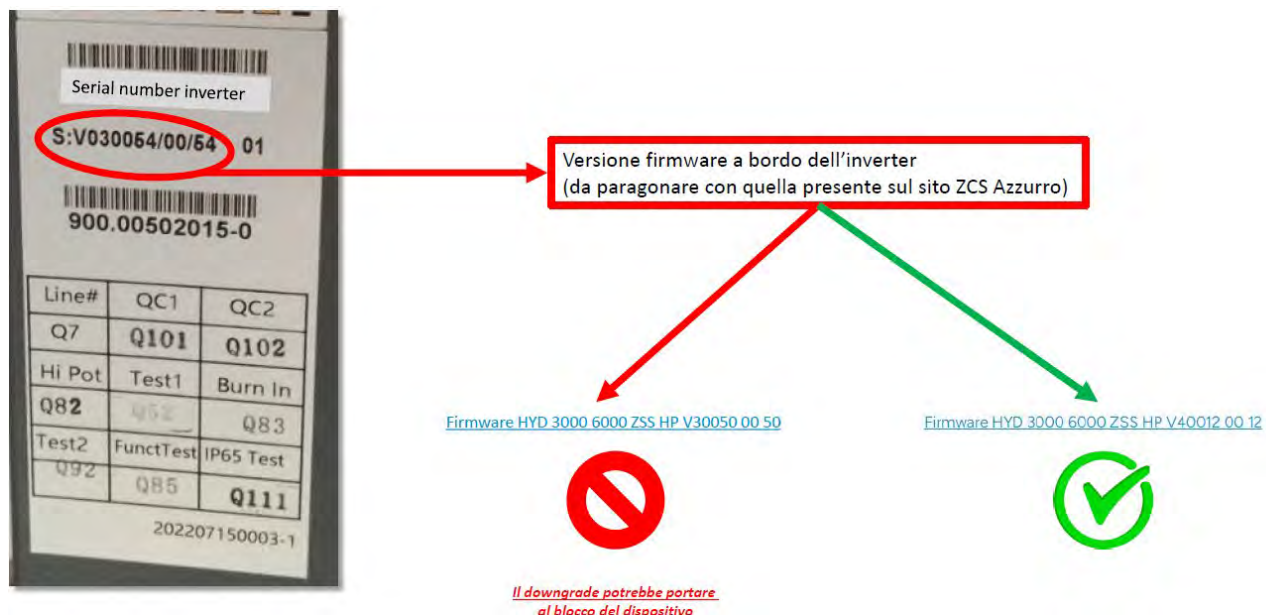 Serial number inverter
S:V030054/00/54 01
900.00502015-0
Line# QC1 QC2
Q7 Q101 Q102
Hi Pot Test1 Burn In
Q82 Q52 Q83
Test2 FunctTest IP65 Test
Q92 Q85 Q111
202207150003-1
Versione firmware a bordo dell'inverter
(da paragonare con quella presente sul sito ZCS Azzurro)
Firmware HYD 3000 6000 ZSS HP V30050 00 50
Firmware HYD 3000 6000 ZSS HP V40012 00 12
Il downgrade potrebbe portare
al blocco del dispositivo